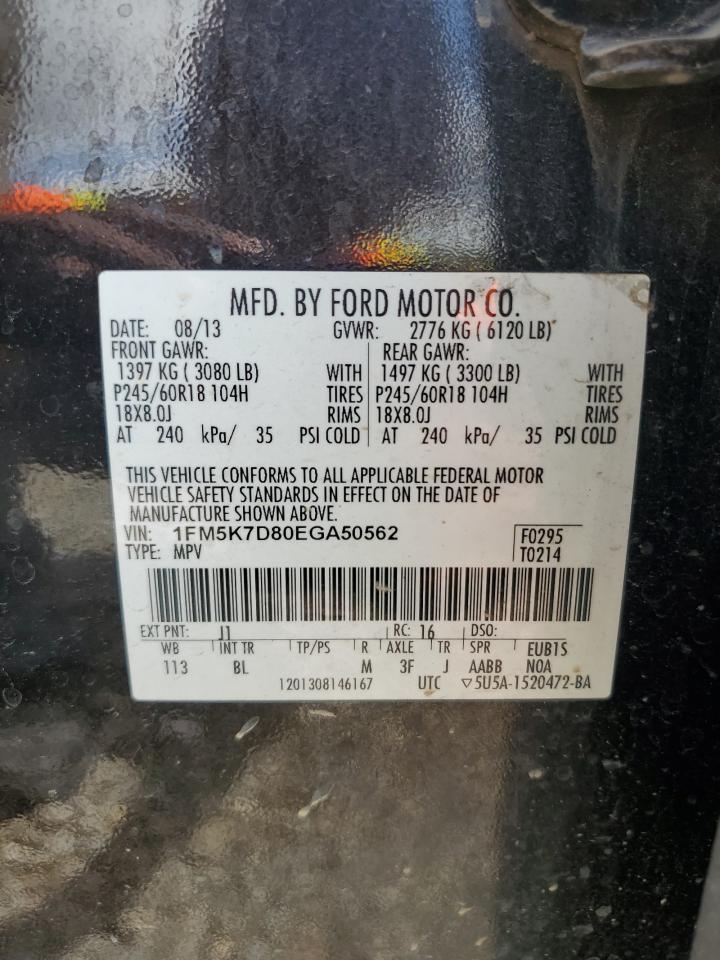 MFD. BY FORD MOTOR CO.
DATE: 08/13 GVWR: 2776 KG ( 6120 LB)
FRONT GAWR: REAR GAWR:
1397 KG ( 3080 LB) WITH 1497 KG ( 3300 LB) WITH
P245/60R18 104H TIRES P245/60R18 104H TIRES
18X8.0J RIMS 18X8.0J RIMS
AT 240 kPa/ 35 PSI COLD AT 240 kPa/ 35 PSI COLD
THIS VEHICLE CONFORMS TO ALL APPLICABLE FEDERAL MOTOR
VEHICLE SAFETY STANDARDS IN EFFECT ON THE DATE OF
MANUFACTURE SHOWN ABOVE.
VIN: 1FM5K7D80EGA50562 F0295
TYPE: MPV T0214
EXT PNT: J1 RC: 16 DSO:
WB INT TR TP/PS R AXLE TR SPR EUB1S
113 BL M 3F J AABB NOA
1201308146167 UTC ▽5U5A-1520472-BA